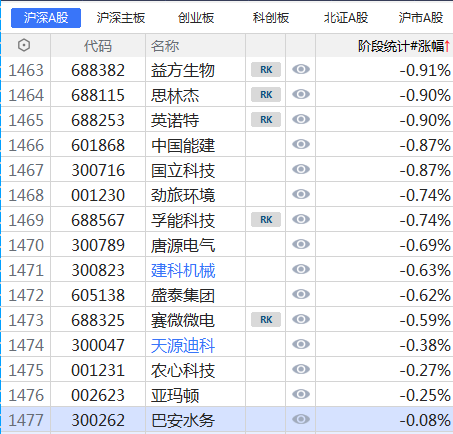 沪深A股 沪深主板 创业板 科创板 北证A股 沪市A股
代码 名称 阶段统计#涨幅↑
1463 688382 益方生物 RK -0.91%
1464 688115 思林杰 RK -0.90%
1465 688253 英诺特 RK -0.90%
1466 601868 中国能建 -0.87%
1467 300716 国立科技 -0.87%
1468 001230 劲旅环境 -0.74%
1469 688567 孚能科技 RK -0.74%
1470 300789 唐源电气 -0.69%
1471 300823 建科机械 -0.63%
1472 605138 盛泰集团 -0.62%
1473 688325 赛微微电 RK -0.59%
1474 300047 天源迪科 -0.38%
1475 001231 农心科技 -0.27%
1476 002623 亚玛顿 -0.25%
1477 300262 巴安水务 -0.08%